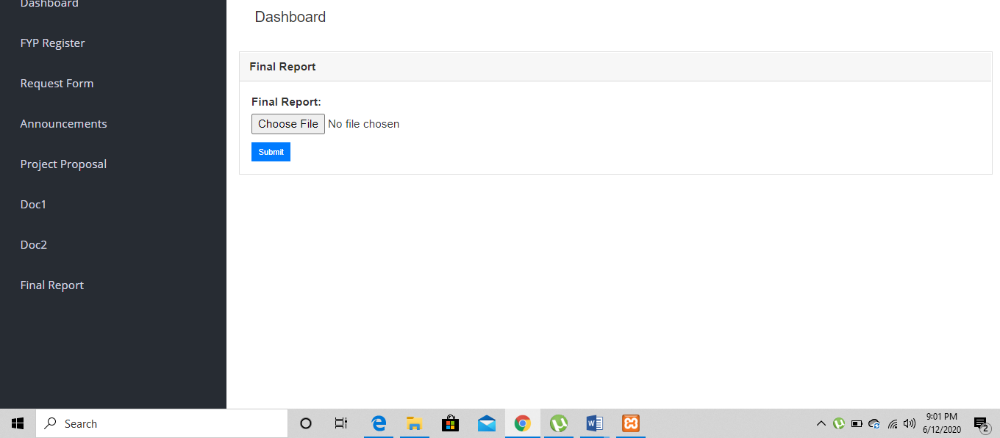 Dashboard
FYP Register
Request Form
Announcements
Project Proposal
Doc1
Doc2
Final Report
Dashboard
Final Report
Final Report:
Choose File No file chosen
Submit
Search
W
9:01 PM
6/12/2020
2